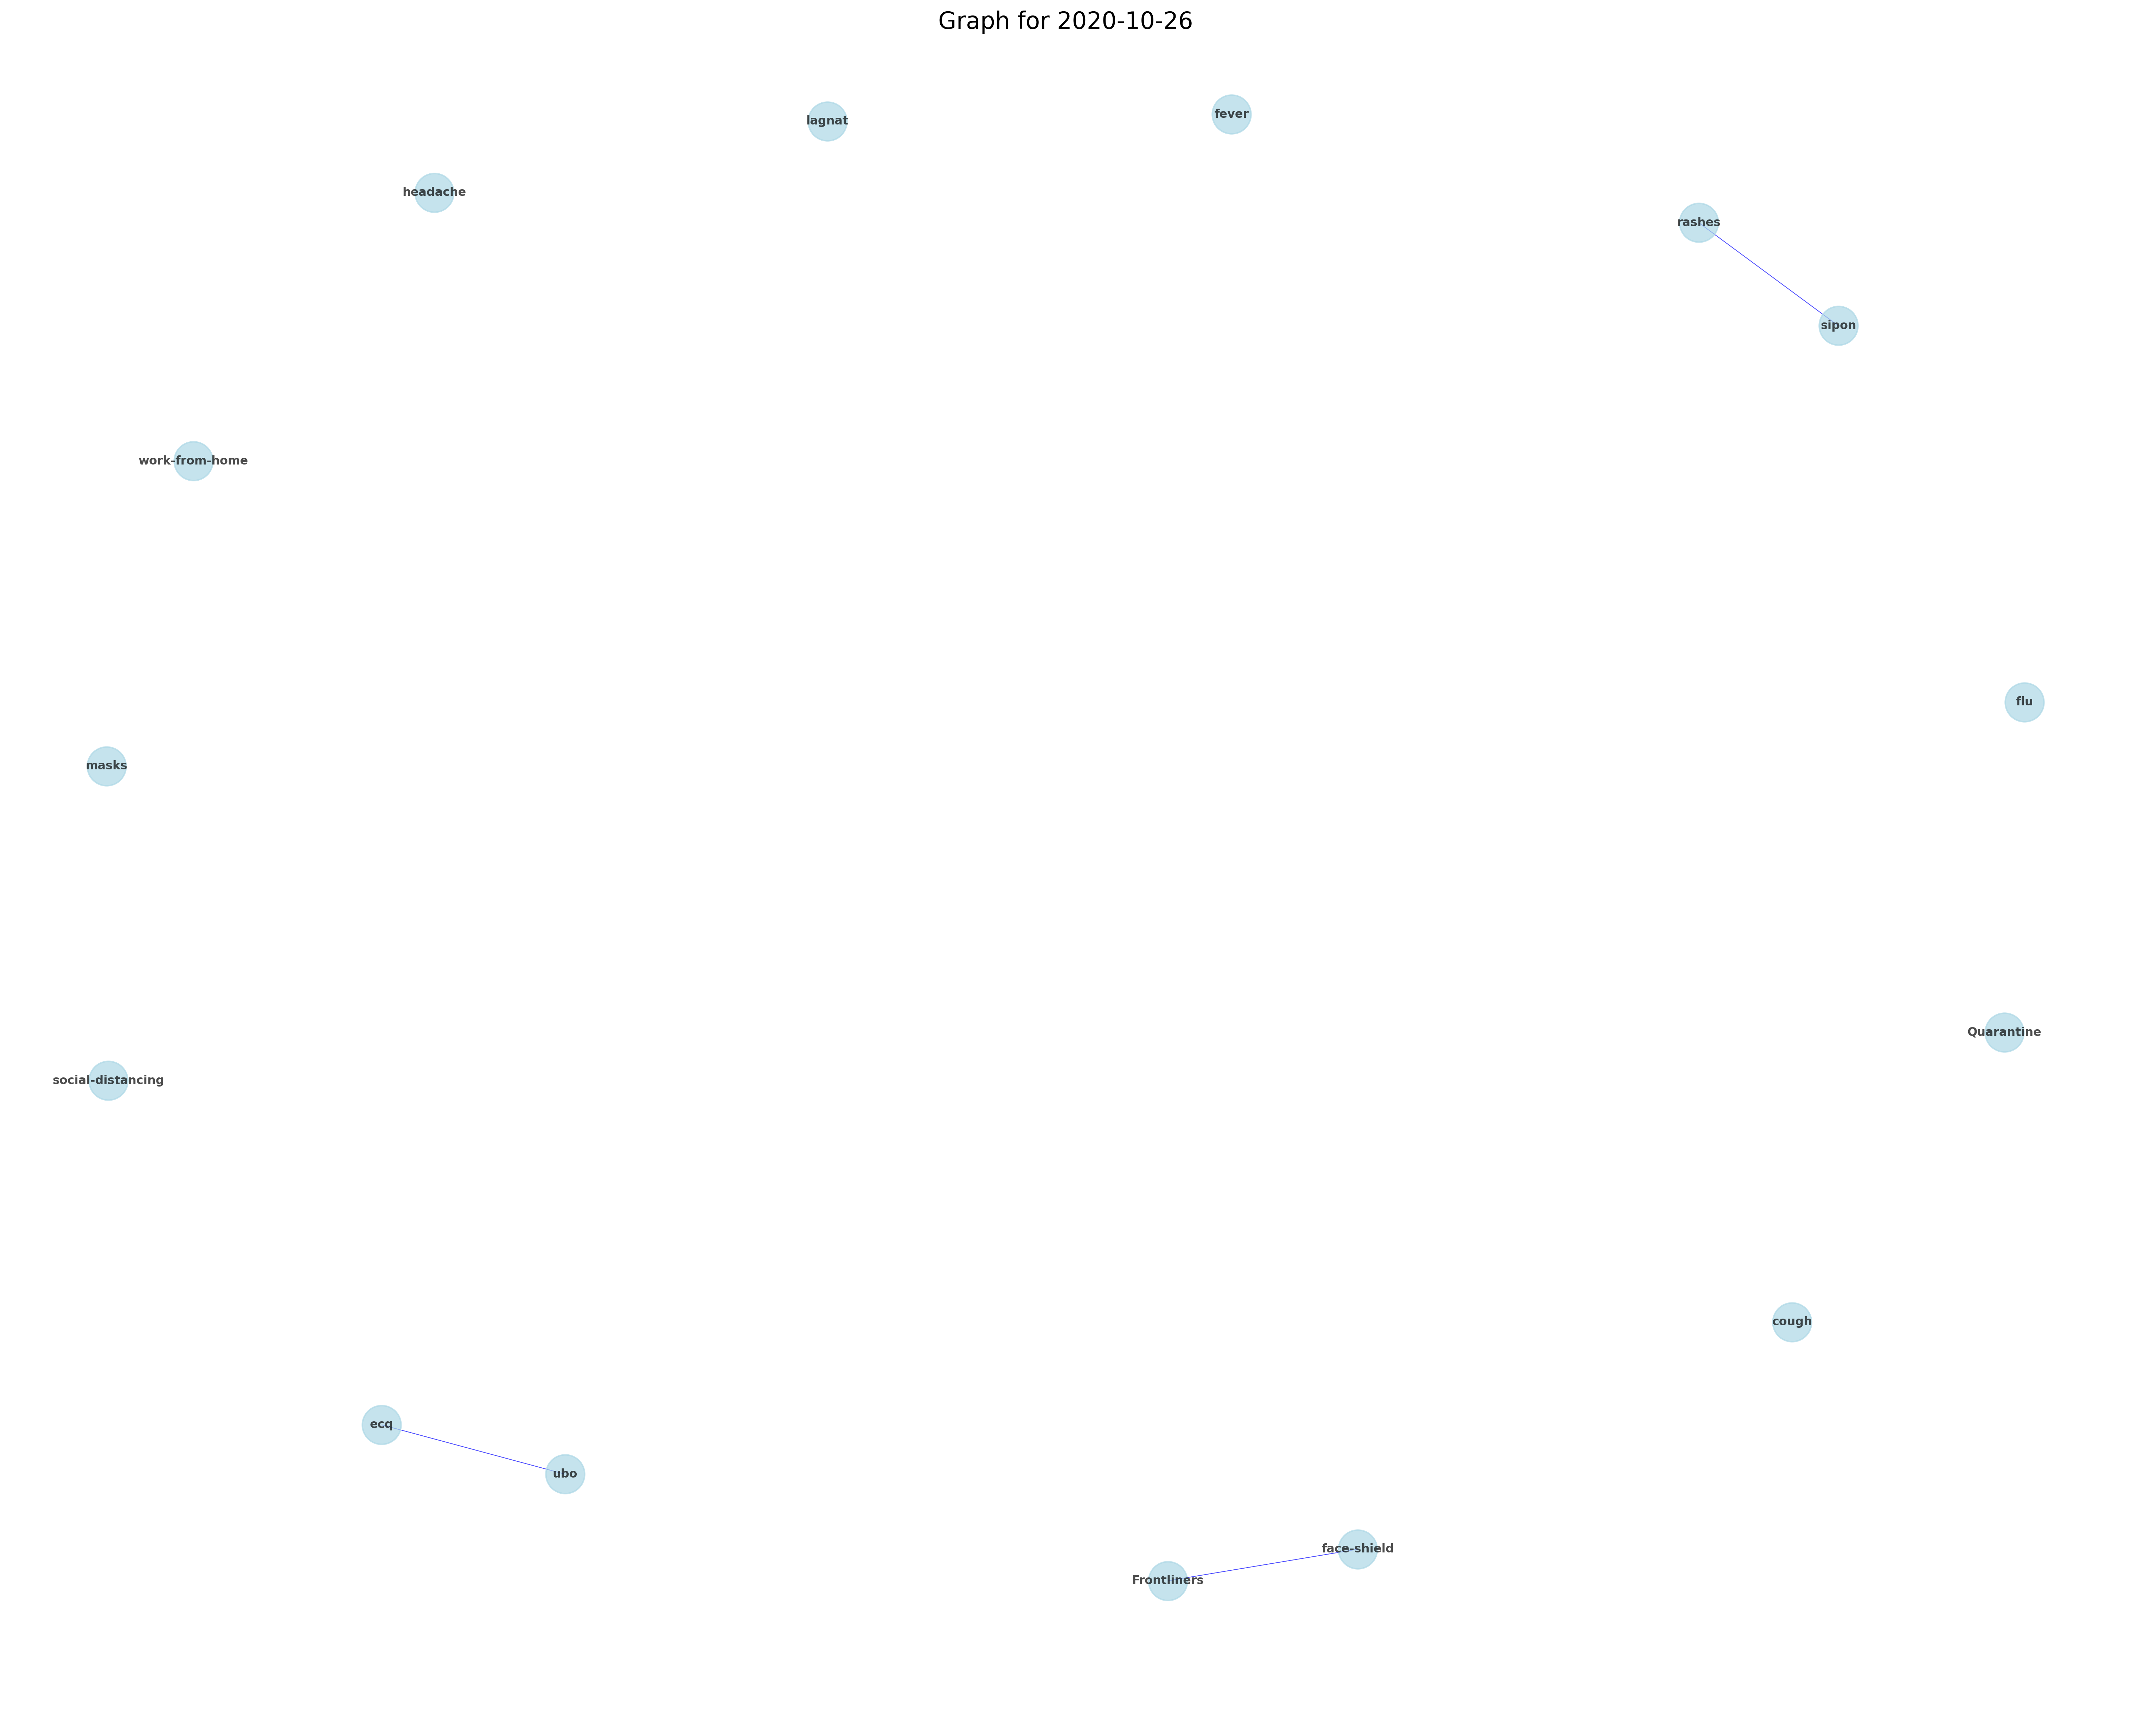 Graph for 2020-10-26
lagnat
fever
headache
rashes
sipon
work-from-home
flu
masks
Quarantine
social-distancing
cough
ecq
ubo
face-shield
Frontliners